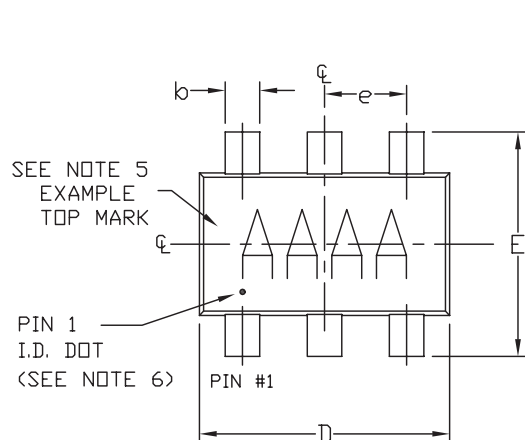 ℄
b
e
SEE NOTE 5
EXAMPLE
TOP MARK
AAAA
℄
E
PIN 1
I.D. DOT
(SEE NOTE 6)
PIN #1
D